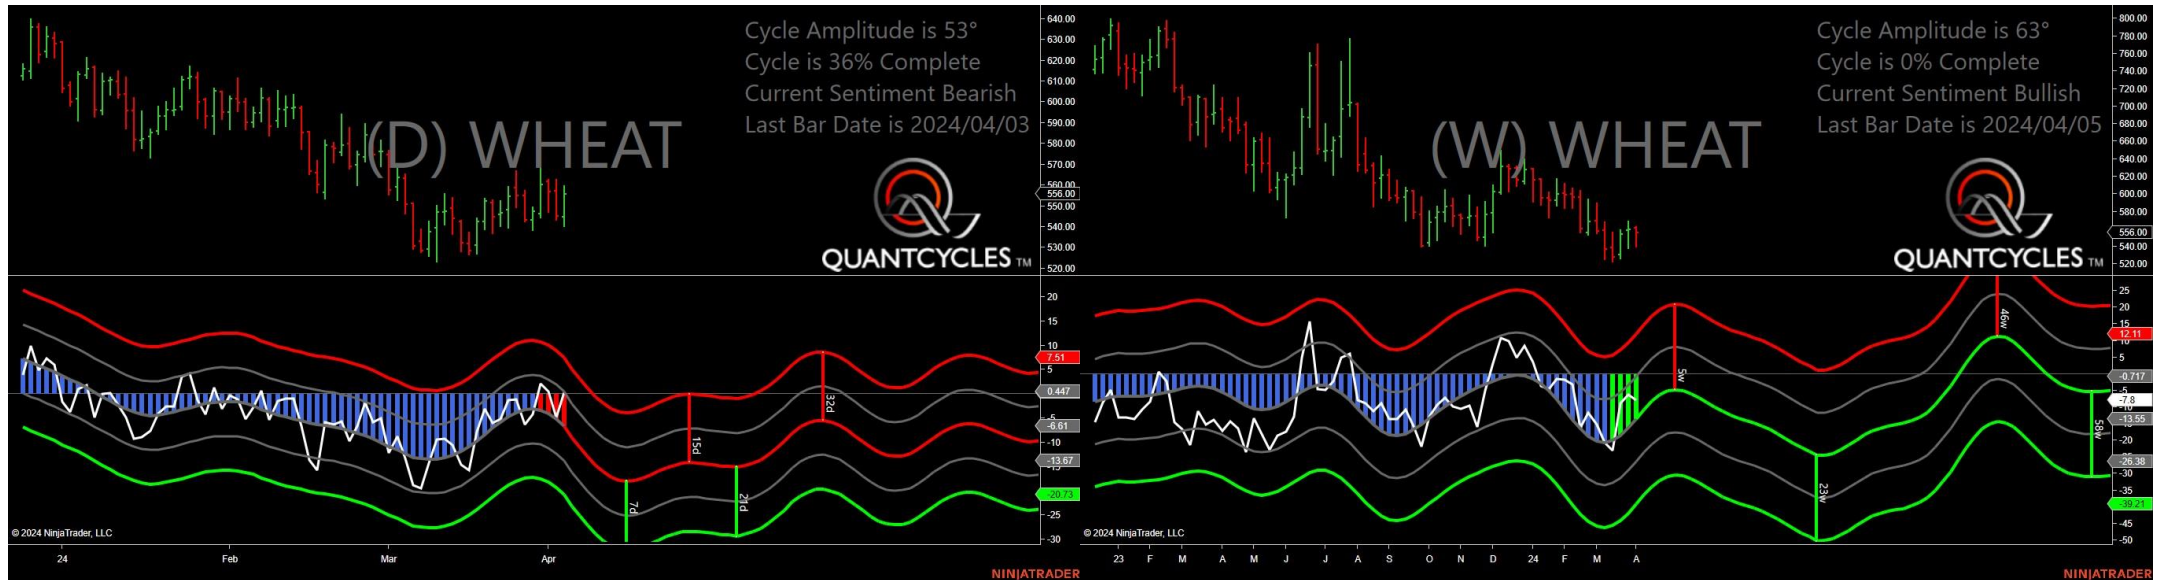 Cycle Amplitude is 53°
Cycle is 36% Complete
Current Sentiment Bearish
Last Bar Date is 2024/04/03
(D) WHEAT
QUANTCYCLES TM
640.00
630.00
620.00
610.00
600.00
590.00
580.00
570.00
560.00
556.00
550.00
540.00
530.00
520.00
20
15
10
7.51
5
0.447
-5
-6.61
-10
-13.67
-20.73
-25
-30
7d
15d
21d
32d
© 2024 NinjaTrader, LLC
24 Feb Mar Apr
NINJATRADER
Cycle Amplitude is 63°
Cycle is 0% Complete
Current Sentiment Bullish
Last Bar Date is 2024/04/05
(W) WHEAT
QUANTCYCLES TM
800.00
780.00
760.00
740.00
720.00
700.00
680.00
660.00
640.00
620.00
600.00
580.00
556.00
540.00
520.00
25
20
15
12.11
5
-0.717
-5
-7.8
-10
-13.55
-20
-26.38
-30
-35
-39.21
-45
-50
5w
23w
46w
58w
© 2024 NinjaTrader, LLC
23 F M A M J J A S O N D 24 F M A
NINJATRADER